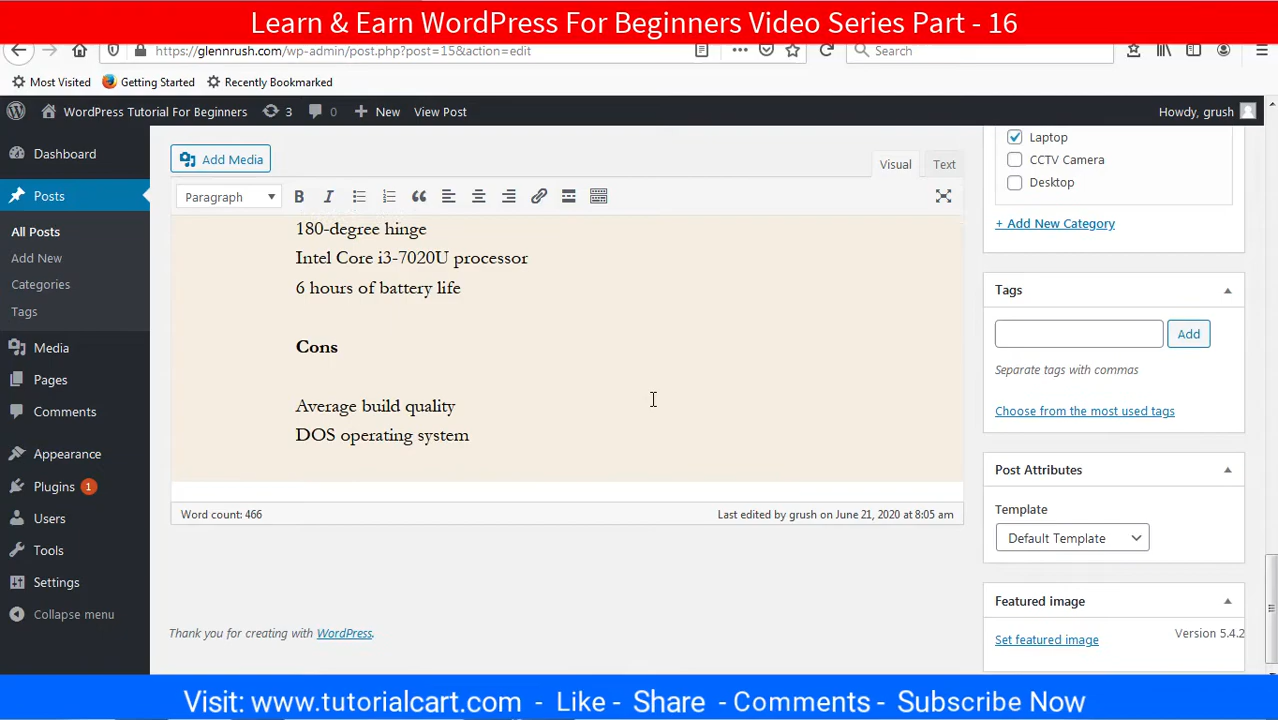 Learn & Earn WordPress For Beginners Video Series Part - 16
https://glennrush.com/wp-admin/post.php?post=15&action=edit
Search
Most Visited
Getting Started
Recently Bookmarked
WordPress Tutorial For Beginners
3
0
New
View Post
Howdy, grush
Dashboard
Posts
All Posts
Add New
Categories
Tags
Media
Pages
Comments
Appearance
Plugins 1
Users
Tools
Settings
Collapse menu
Add Media
Visual
Text
Paragraph
B
I
180-degree hinge
Intel Core i3-7020U processor
6 hours of battery life
Cons
Average build quality
DOS operating system
Word count: 466
Last edited by grush on June 21, 2020 at 8:05 am
Thank you for creating with WordPress.
Laptop
CCTV Camera
Desktop
+ Add New Category
Tags
Add
Separate tags with commas
Choose from the most used tags
Post Attributes
Template
Default Template
Featured image
Set featured image
Version 5.4.2
Visit: www.tutorialcart.com - Like - Share - Comments - Subscribe Now